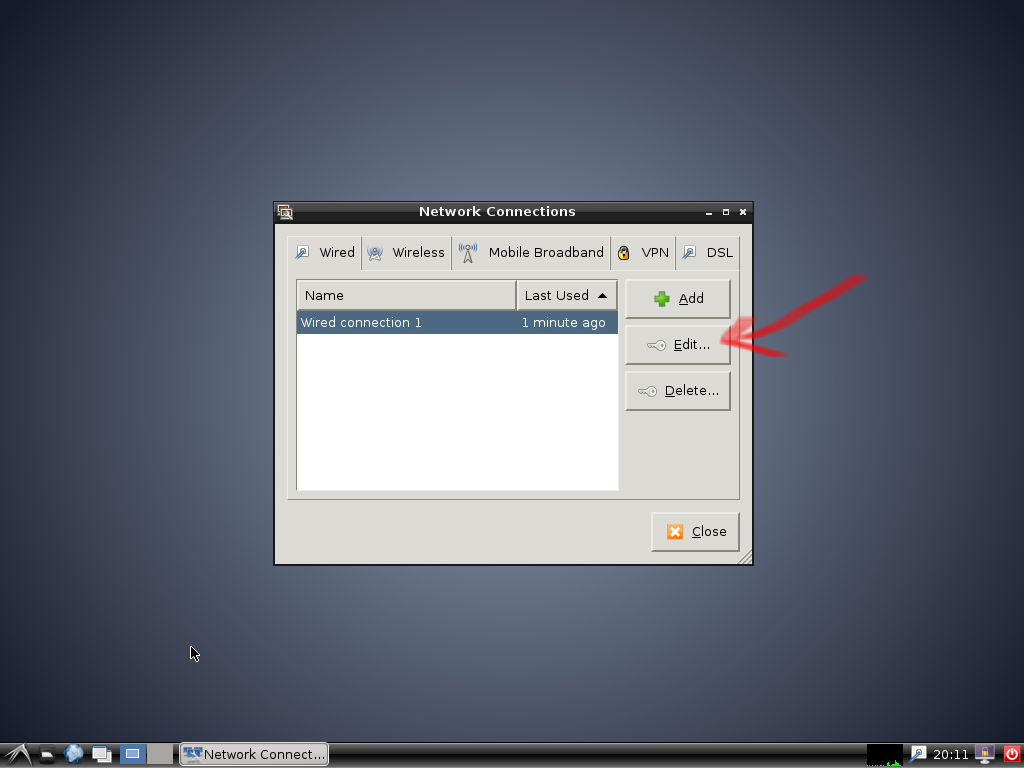 Network Connections
Wired Wireless Mobile Broadband VPN DSL
Name Last Used Add
Wired connection 1 1 minute ago
Edit...
Delete...
Close
Network Connect... 20:11